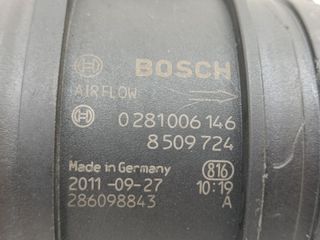 BOSCH
AIRFLOW
0 281 006 146
8 509 724
Made in Germany 816
2011-09-27 10:19
286098843 A